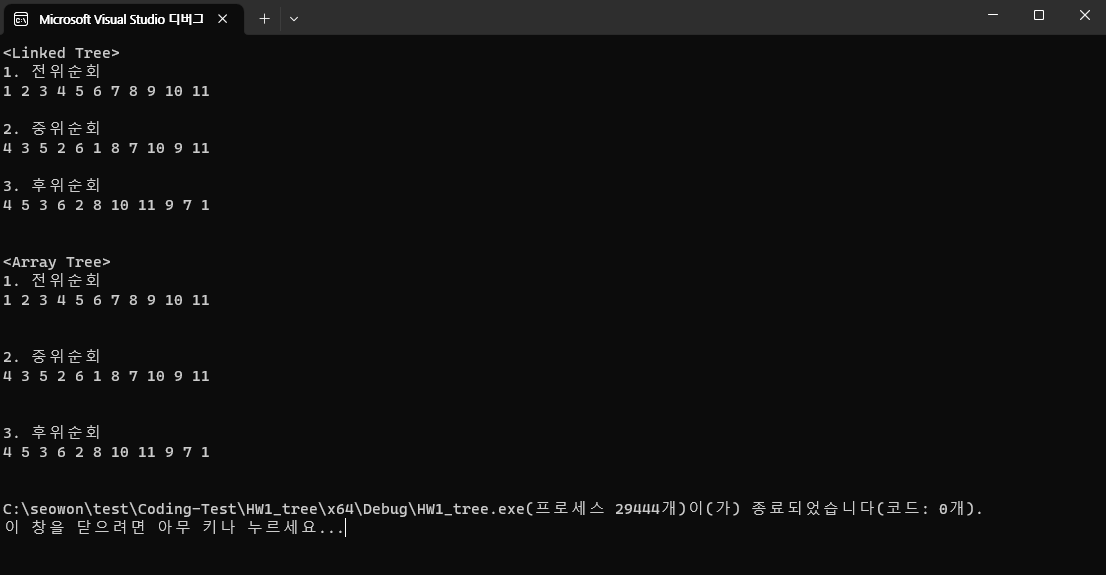 Microsoft Visual Studio 디버그
<Linked Tree>
1. 전위순회
1 2 3 4 5 6 7 8 9 10 11
2. 중위순회
4 3 5 2 6 1 8 7 10 9 11
3. 후위순회
4 5 3 6 2 8 10 11 9 7 1
<Array Tree>
1. 전위순회
1 2 3 4 5 6 7 8 9 10 11
2. 중위순회
4 3 5 2 6 1 8 7 10 9 11
3. 후위순회
4 5 3 6 2 8 10 11 9 7 1
C:\seowon\test\Coding-Test\HW1_tree\x64\Debug\HW1_tree.exe(프로세스 29444개)이(가) 종료되었습니다(코드: 0개).
이 창을 닫으려면 아무 키나 누르세요...